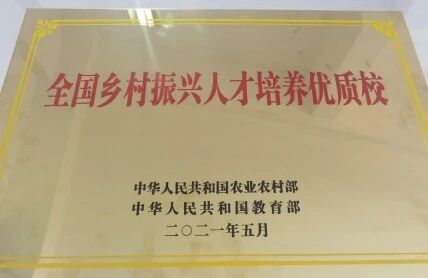 全国乡村振兴人才培养优质校
中华人民共和国农业农村部
中华人民共和国教育部
二〇二一年五月